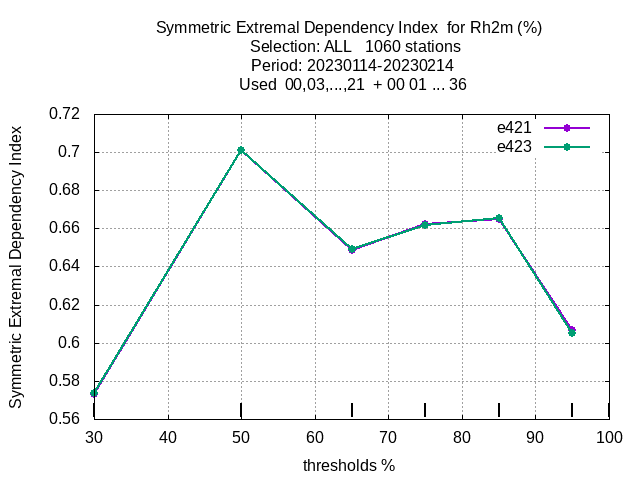 Symmetric Extremal Dependency Index  for Rh2m (%)
Selection: ALL   1060 stations
Period: 20230114-20230214
Used  00,03,...,21  + 00 01 ... 36
Symmetric Extremal Dependency Index
0.72
0.7
0.68
0.66
0.64
0.62
0.6
0.58
0.56
e421
e423
30 40 50 60 70 80 90 100
thresholds %